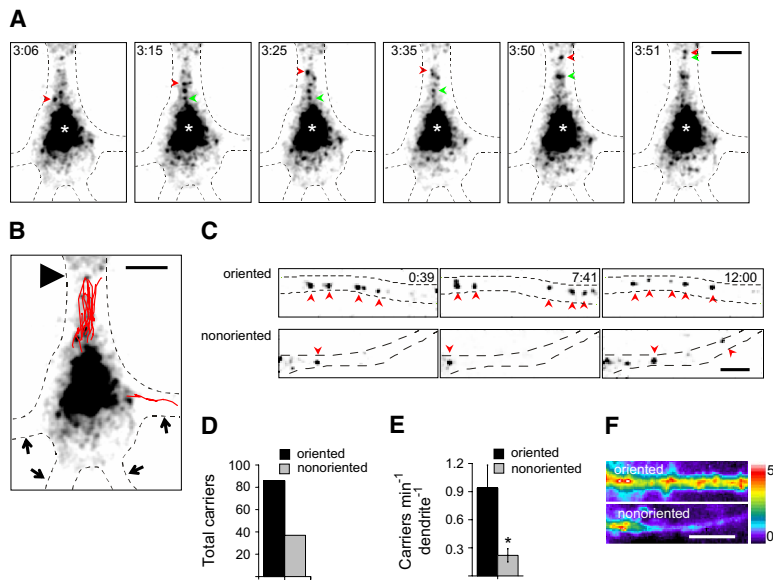 A
3:06
3:15
3:25
3:35
3:50
3:51
*
*
*
*
*
*
B
C
oriented
0:39
7:41
12:00
nonoriented
D
oriented
nonoriented
Total carriers
100
80
60
40
20
E
oriented
nonoriented
Carriers min-1
dendrite-1
1.2
0.9
0.6
0.3
*
F
oriented
nonoriented
5
0